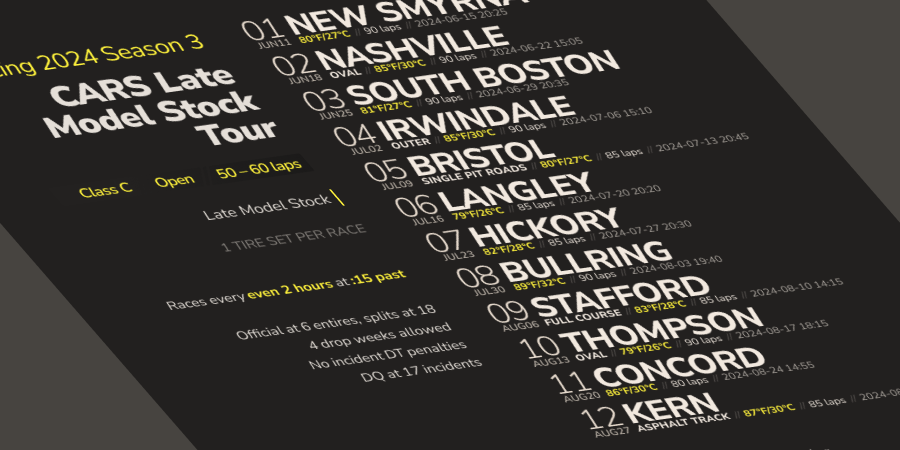 ing 2024 Season 3
CARS Late
Model Stock
Tour
Class C Open 50 – 60 laps
Late Model Stock
1 TIRE SET PER RACE
Races every even 2 hours at :15 past
Official at 6 entires, splits at 18
4 drop weeks allowed
No incident DT penalties
DQ at 17 incidents
01 NEW SMYRNA
JUN11 80°F/27°C // 90 laps // 2024-06-15 20:25
02 NASHVILLE
JUN18 OVAL // 85°F/30°C // 90 laps // 2024-06-22 15:05
03 SOUTH BOSTON
JUN25 81°F/27°C // 90 laps // 2024-06-29 20:35
04 IRWINDALE
JUL02 OUTER // 85°F/30°C // 90 laps // 2024-07-06 15:10
05 BRISTOL
JUL09 SINGLE PIT ROADS // 80°F/27°C // 85 laps // 2024-07-13 20:45
06 LANGLEY
JUL16 79°F/26°C // 85 laps // 2024-07-20 20:20
07 HICKORY
JUL23 82°F/28°C // 85 laps // 2024-07-27 20:30
08 BULLRING
JUL30 89°F/32°C // 90 laps // 2024-08-03 19:40
09 STAFFORD
AUG06 FULL COURSE // 83°F/28°C // 85 laps // 2024-08-10 14:15
10 THOMPSON
AUG13 OVAL // 79°F/26°C // 90 laps // 2024-08-17 18:15
11 CONCORD
AUG20 86°F/30°C // 80 laps // 2024-08-24 14:55
12 KERN
AUG27 ASPHALT TRACK // 87°F/30°C // 85 laps // 2024-08